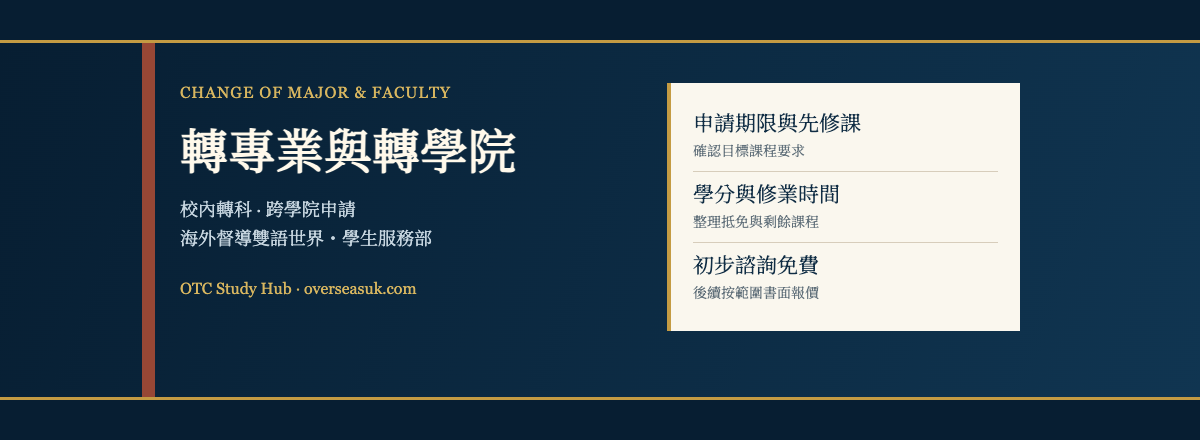 CHANGE OF MAJOR & FACULTY
轉專業與轉學院
校內轉科 · 跨學院申請
海外督導雙語世界・學生服務部
OTC Study Hub · overseasuk.com
申請期限與先修課
確認目標課程要求
學分與修業時間
整理抵免與剩餘課程
初步諮詢免費
後續按範圍書面報價